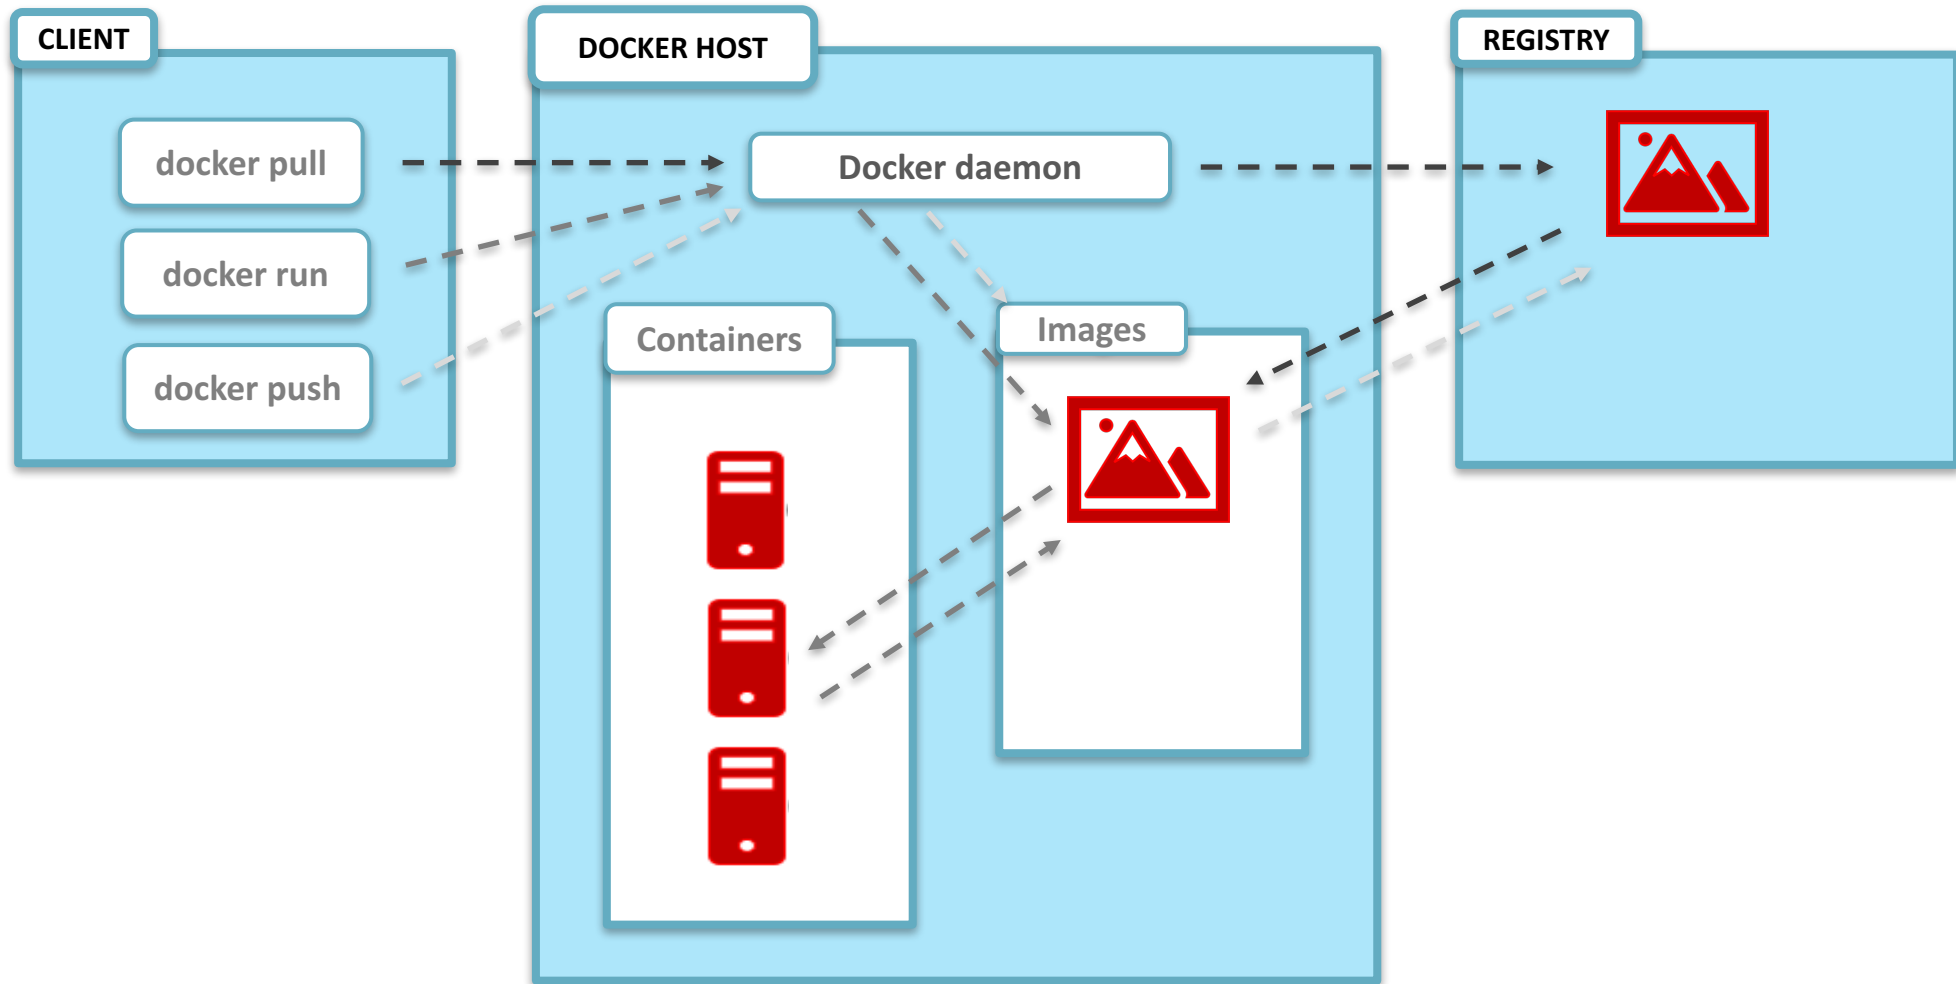 CLIENT
docker pull
docker run
docker push
DOCKER HOST
Docker daemon
Containers
Images
REGISTRY